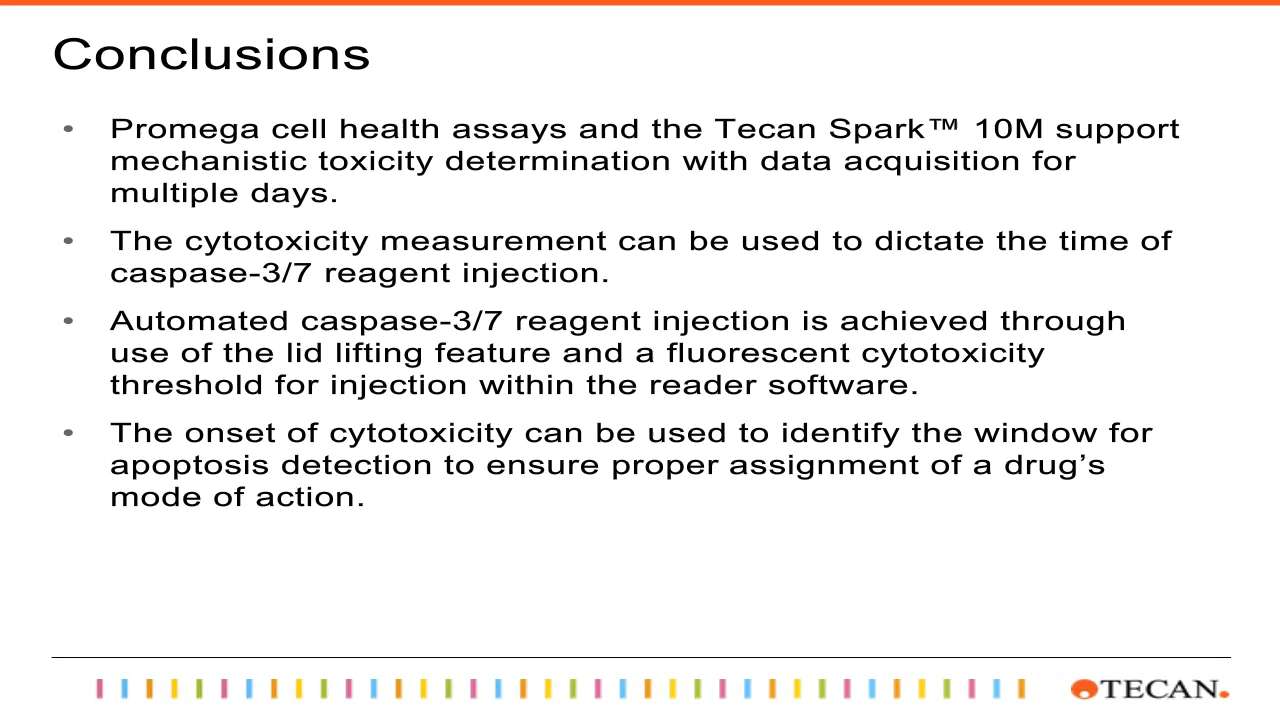 Conclusions
• Promega cell health assays and the Tecan Spark™ 10M support
mechanistic toxicity determination with data acquisition for
multiple days.
• The cytotoxicity measurement can be used to dictate the time of
caspase-3/7 reagent injection.
• Automated caspase-3/7 reagent injection is achieved through
use of the lid lifting feature and a fluorescent cytotoxicity
threshold for injection within the reader software.
• The onset of cytotoxicity can be used to identify the window for
apoptosis detection to ensure proper assignment of a drug’s
mode of action.
TECAN.